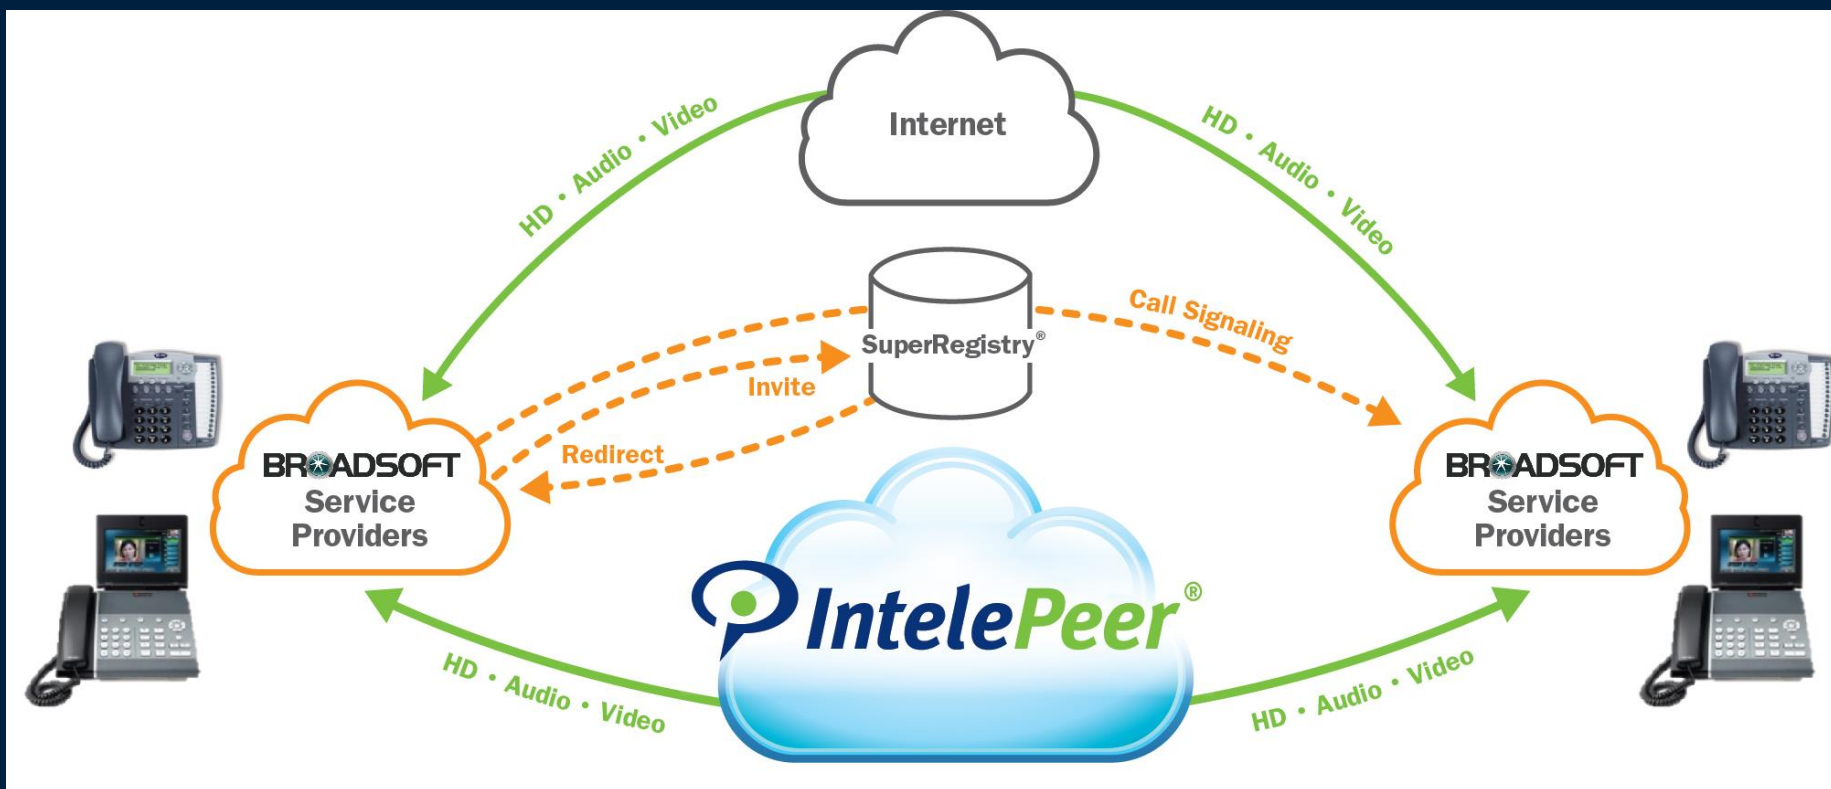 Internet
HD • Audio • Video
HD • Audio • Video
Call Signaling
SuperRegistry®
Invite
Redirect
BROADSOFT
Service
Providers
BROADSOFT
Service
Providers
IntelePeer®
HD • Audio • Video
HD • Audio • Video